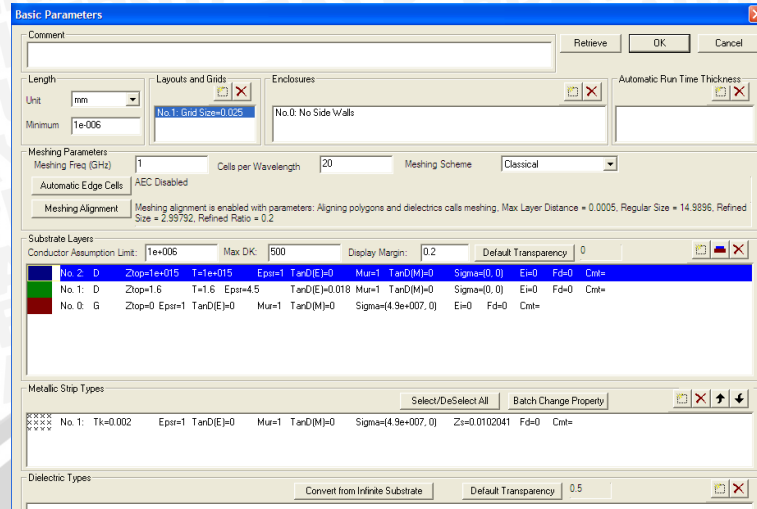 Basic Parameters
Comment
Retrieve OK Cancel
Length Layouts and Grids Enclosures Automatic Run Time Thickness
Unit mm
No.1: Grid Size=0.025 No.0: No Side Walls
Minimum 1e-006
Meshing Parameters
Meshing Freq (GHz) 1 Cells per Wavelength 20 Meshing Scheme Classical
Automatic Edge Cells AEC Disabled
Meshing Alignment Meshing alignment is enabled with parameters: Aligning polygons and dielectrics calls meshing, Max Layer Distance = 0.0005, Regular Size = 14.9896, Refined
Size = 2.99792, Refined Ratio = 0.2
Substrate Layers
Conductor Assumption Limit: 1e+006 Max DK: 500 Display Margin: 0.2 Default Transparency 0
No. 2: D Ztop=1e+015 T=1e+015 Epsr=1 TanD(E)=0 Mur=1 TanD(M)=0 Sigma=(0, 0) Ei=0 Fd=0 Cmt=
No. 1: D Ztop=1.6 T=1.6 Epsr=4.5 TanD(E)=0.018 Mur=1 TanD(M)=0 Sigma=(0, 0) Ei=0 Fd=0 Cmt=
No. 0: G Ztop=0 Epsr=1 TanD(E)=0 Mur=1 TanD(M)=0 Sigma=(4.9e+007, 0) Ei=0 Fd=0 Cmt=
Metallic Strip Types
Select/DeSelect All Batch Change Property
No. 1: Tk=0.002 Epsr=1 TanD(E)=0 Mur=1 TanD(M)=0 Sigma=(4.9e+007, 0) Zs=0.0102041 Fd=0 Cmt=
Dielectric Types
Convert from Infinite Substrate Default Transparency 0.5